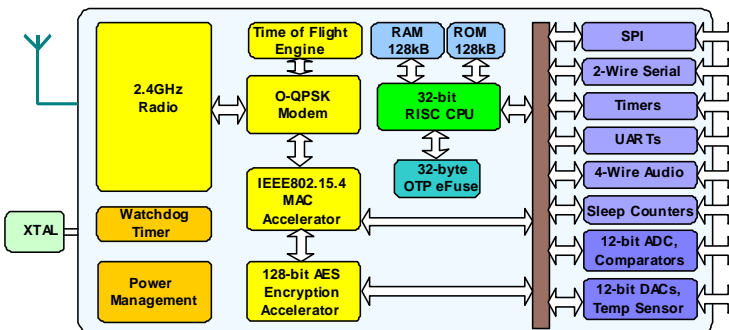 2.4GHz
Radio
Time of Flight
Engine
O-QPSK
Modem
IEEE802.15.4
MAC
Accelerator
128-bit AES
Encryption
Accelerator
Watchdog
Timer
Power
Management
XTAL
RAM
128kB
ROM
128kB
32-bit
RISC CPU
32-byte
OTP eFuse
SPI
2-Wire Serial
Timers
UARTs
4-Wire Audio
Sleep Counters
12-bit ADC,
Comparators
12-bit DACs,
Temp Sensor